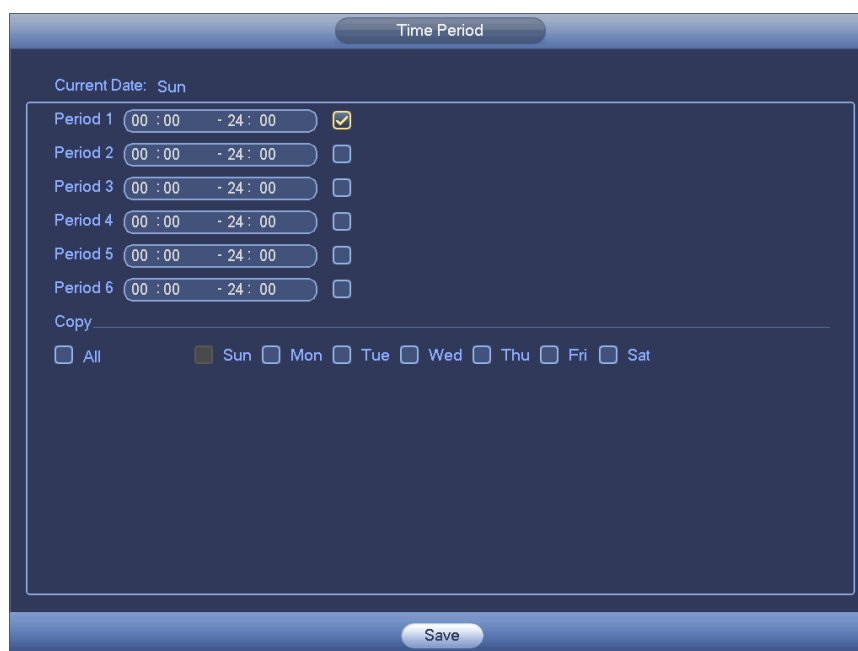 Time Period
Current Date: Sun
Period 1 00 :00 - 24 : 00
Period 2 00 :00 - 24 : 00
Period 3 00 :00 - 24 : 00
Period 4 00 :00 - 24 : 00
Period 5 00 :00 - 24 : 00
Period 6 00 :00 - 24 : 00
Copy
All Sun Mon Tue Wed Thu Fri Sat
Save